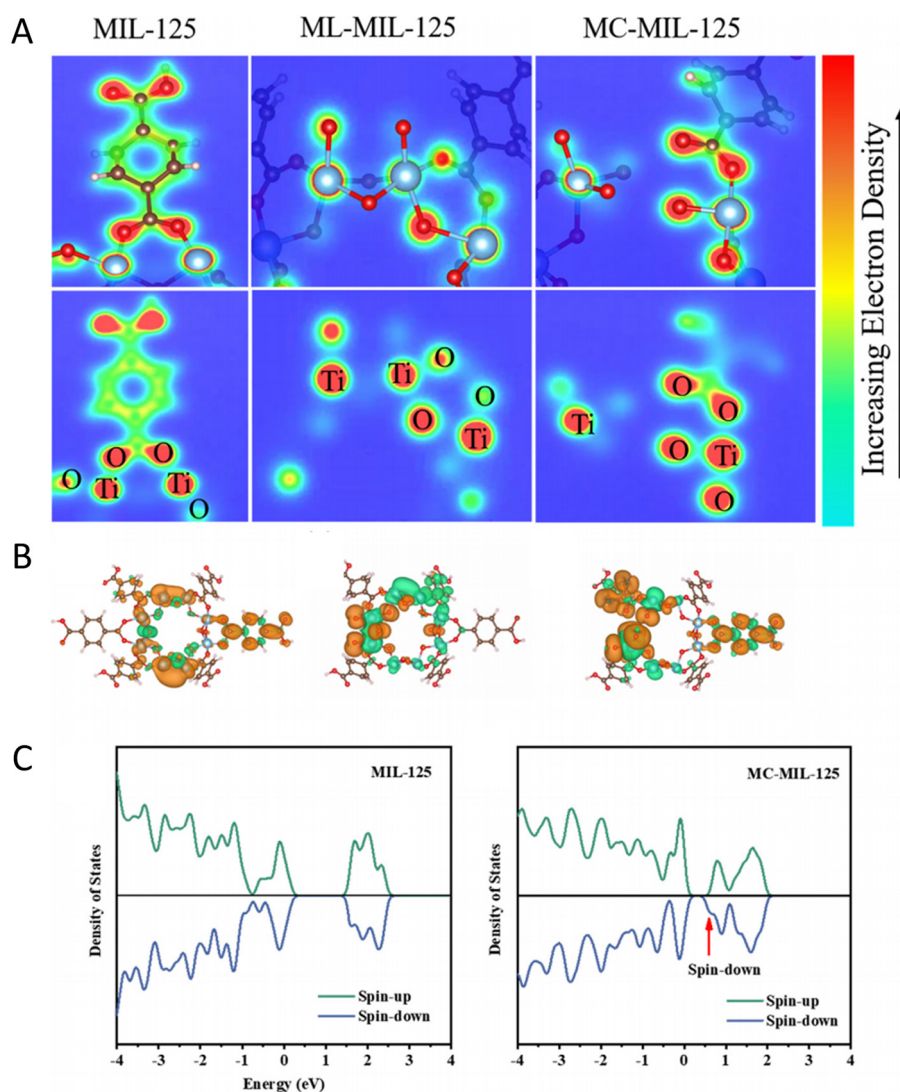 A
MIL-125
ML-MIL-125
MC-MIL-125
Increasing Electron Density
O
O
O
Ti
Ti
O
Ti
Ti
O
O
O
Ti
Ti
O
O
O
Ti
O
B
C
MIL-125
Density of States
Spin-up
Spin-down
-4 -3 -2 -1 0 1 2 3 4
Energy (eV)
MC-MIL-125
Density of States
Spin-down
Spin-up
Spin-down
-4 -3 -2 -1 0 1 2 3 4